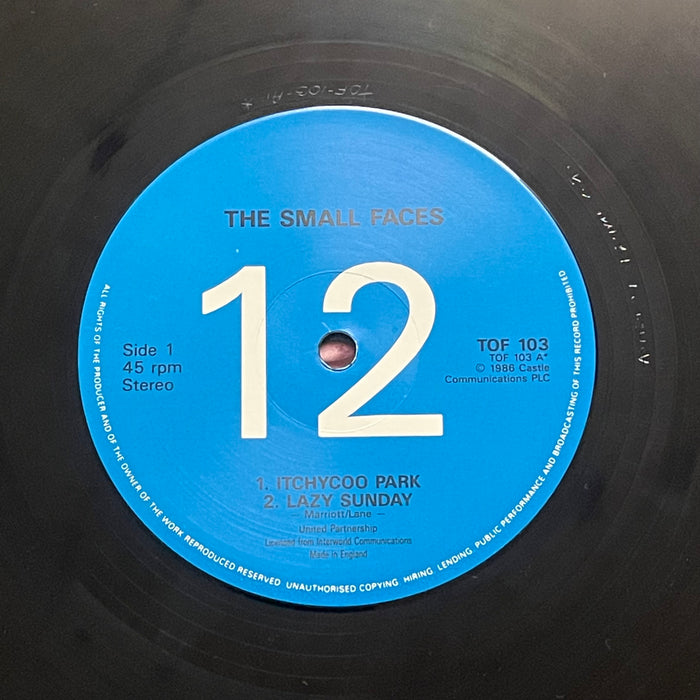 TOF-103-A1 *
THE SMALL FACES
12
Side 1
45 rpm
Stereo
TOF 103
TOF 103 A*
© 1986 Castle
Communications PLC
1. ITCHYCOO PARK
2. LAZY SUNDAY
— Marriott/Lane —
United Partnership
Licensed from Interworld Communications
Made in England
ALL RIGHTS OF THE PRODUCER AND OF THE OWNER OF THE WORK REPRODUCED RESERVED UNAUTHORISED COPYING HIRING LENDING PUBLIC PERFORMANCE AND BROADCASTING OF THIS RECORD PROHIBITED